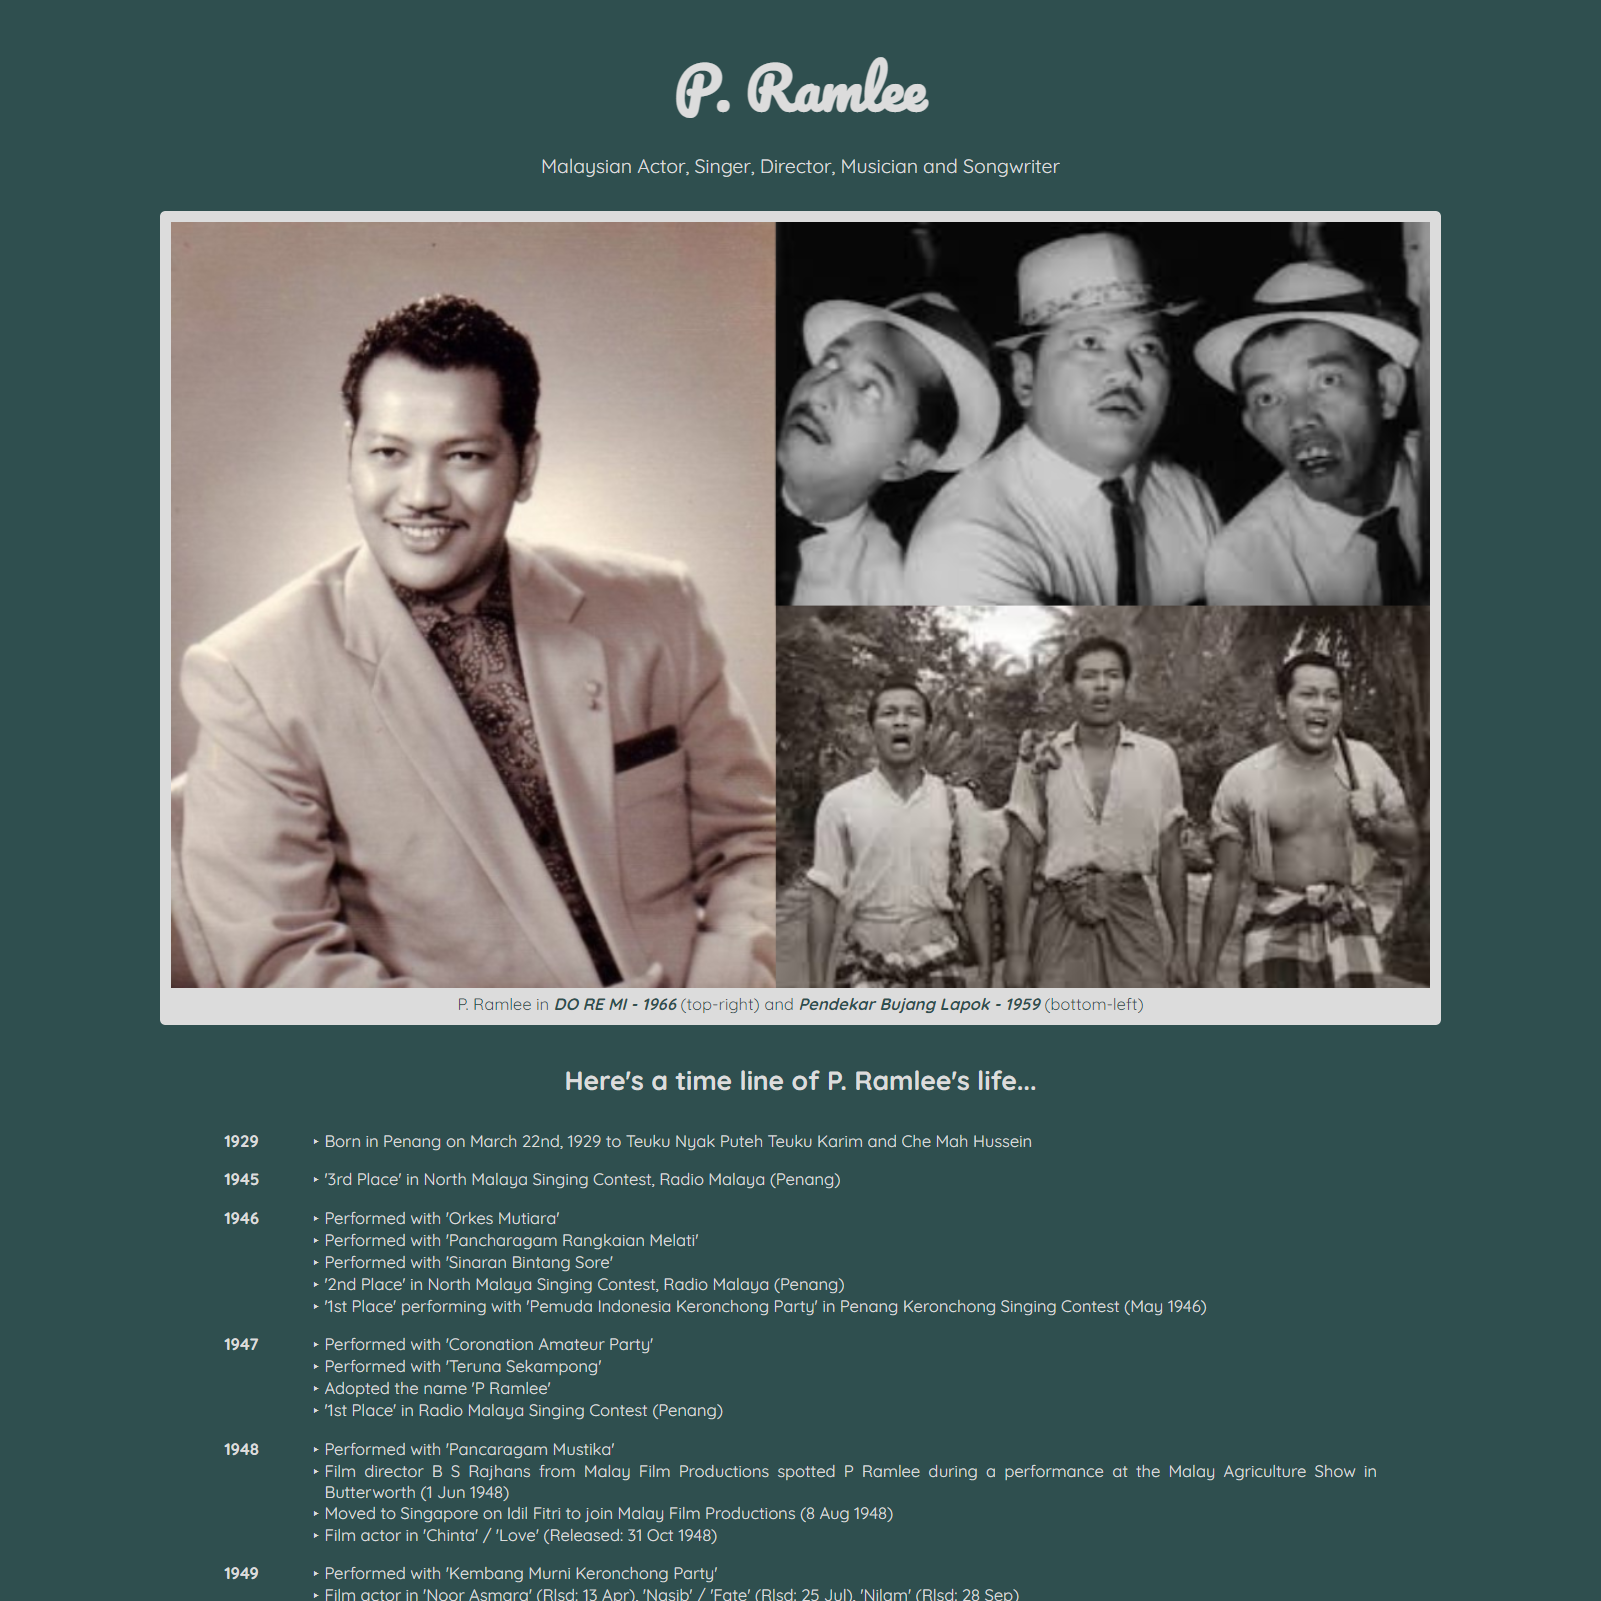 P. Ramlee
Malaysian Actor, Singer, Director, Musician and Songwriter
P. Ramlee in DO RE MI - 1966 (top-right) and Pendekar Bujang Lapok - 1959 (bottom-left)
Here's a time line of P. Ramlee's life...
1929 ‣ Born in Penang on March 22nd, 1929 to Teuku Nyak Puteh Teuku Karim and Che Mah Hussein
1945 ‣ '3rd Place' in North Malaya Singing Contest, Radio Malaya (Penang)
1946 ‣ Performed with 'Orkes Mutiara'
‣ Performed with 'Pancharagam Rangkaian Melati'
‣ Performed with 'Sinaran Bintang Sore'
‣ '2nd Place' in North Malaya Singing Contest, Radio Malaya (Penang)
‣ '1st Place' performing with 'Pemuda Indonesia Keronchong Party' in Penang Keronchong Singing Contest (May 1946)
1947 ‣ Performed with 'Coronation Amateur Party'
‣ Performed with 'Teruna Sekampong'
‣ Adopted the name 'P Ramlee'
‣ '1st Place' in Radio Malaya Singing Contest (Penang)
1948 ‣ Performed with 'Pancaragam Mustika'
‣ Film director B S Rajhans from Malay Film Productions spotted P Ramlee during a performance at the Malay Agriculture Show in
Butterworth (1 Jun 1948)
‣ Moved to Singapore on Idil Fitri to join Malay Film Productions (8 Aug 1948)
‣ Film actor in 'Chinta' / 'Love' (Released: 31 Oct 1948)
1949 ‣ Performed with 'Kembang Murni Keronchong Party'
‣ Film actor in 'Noor Asmara' (Rlsd: 13 Apr), 'Nasib' / 'Fate' (Rlsd: 25 Jul), 'Nilam' (Rlsd: 28 Sep)